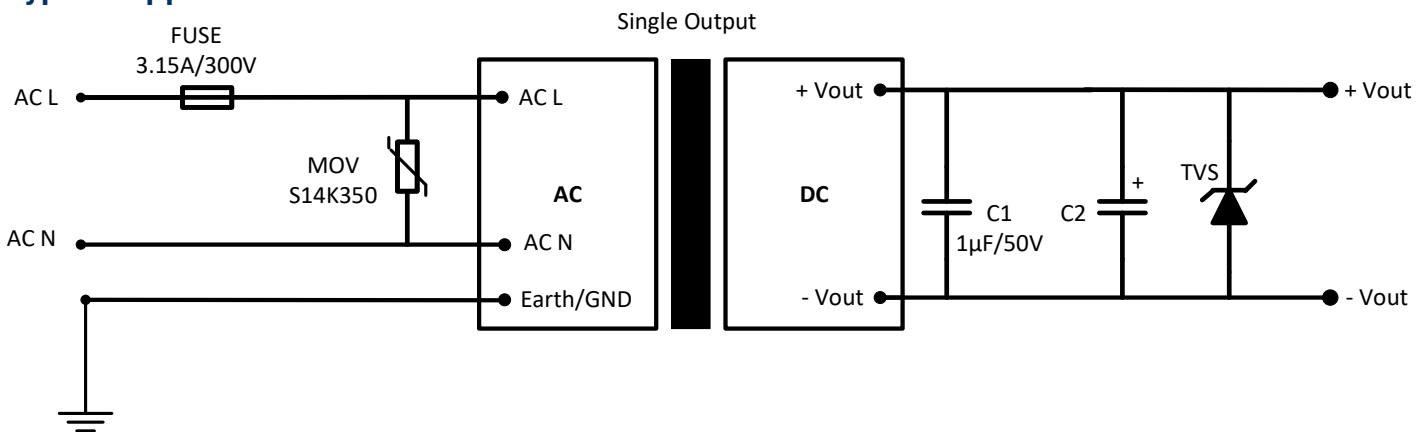 Single Output
FUSE
3.15A/300V
AC L
AC L
MOV
S14K350
AC
AC N
AC N
Earth/GND
+ Vout
DC
- Vout
C1
1µF/50V
C2
+
TVS
+ Vout
- Vout